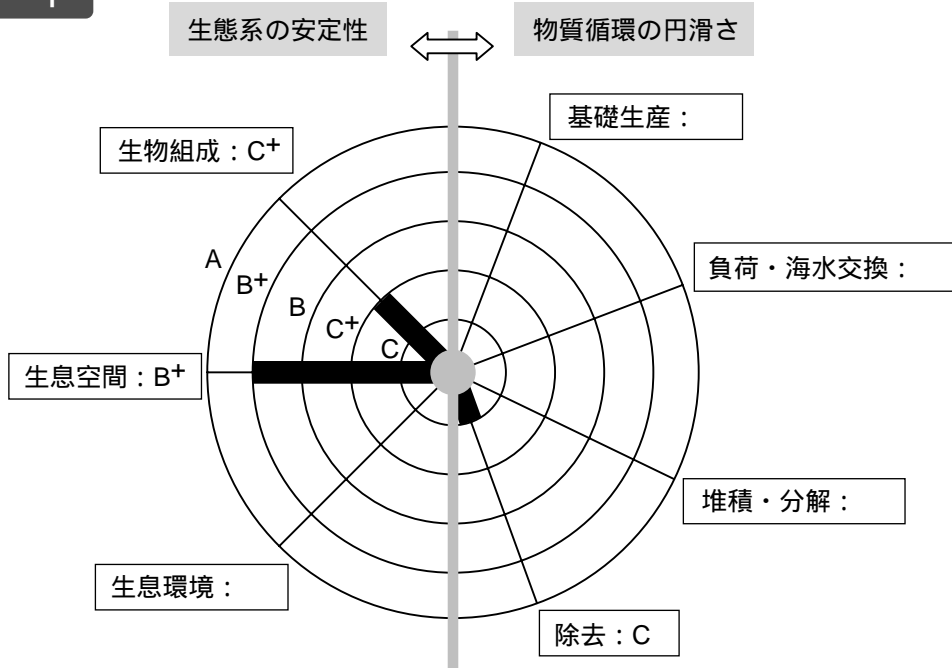 生態系の安定性
物質循環の円滑さ
基礎生産：
生物組成：C+
負荷・海水交換：
A
B+
B
C+
C
生息空間：B+
堆積・分解：
生息環境：
除去：C